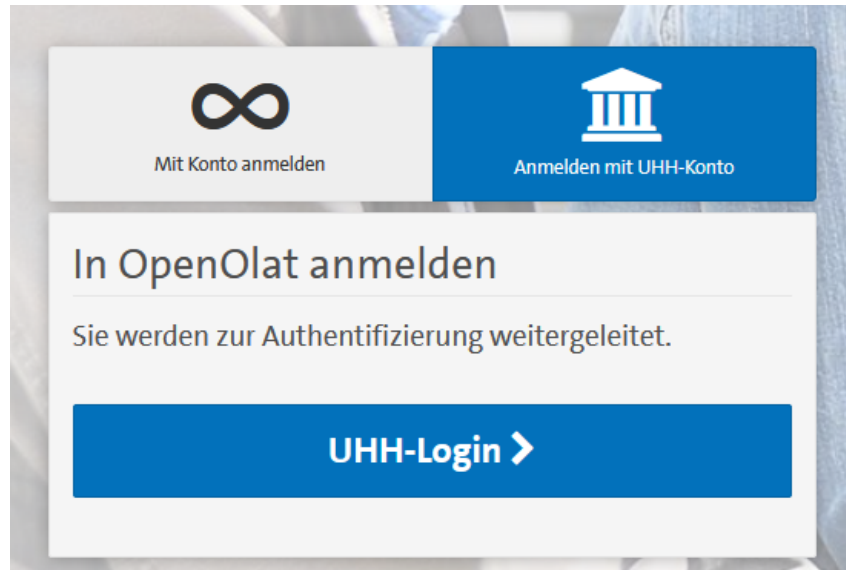 Mit Konto anmelden
Anmelden mit UHH-Konto
In OpenOlat anmelden
Sie werden zur Authentifizierung weitergeleitet.
UHH-Login